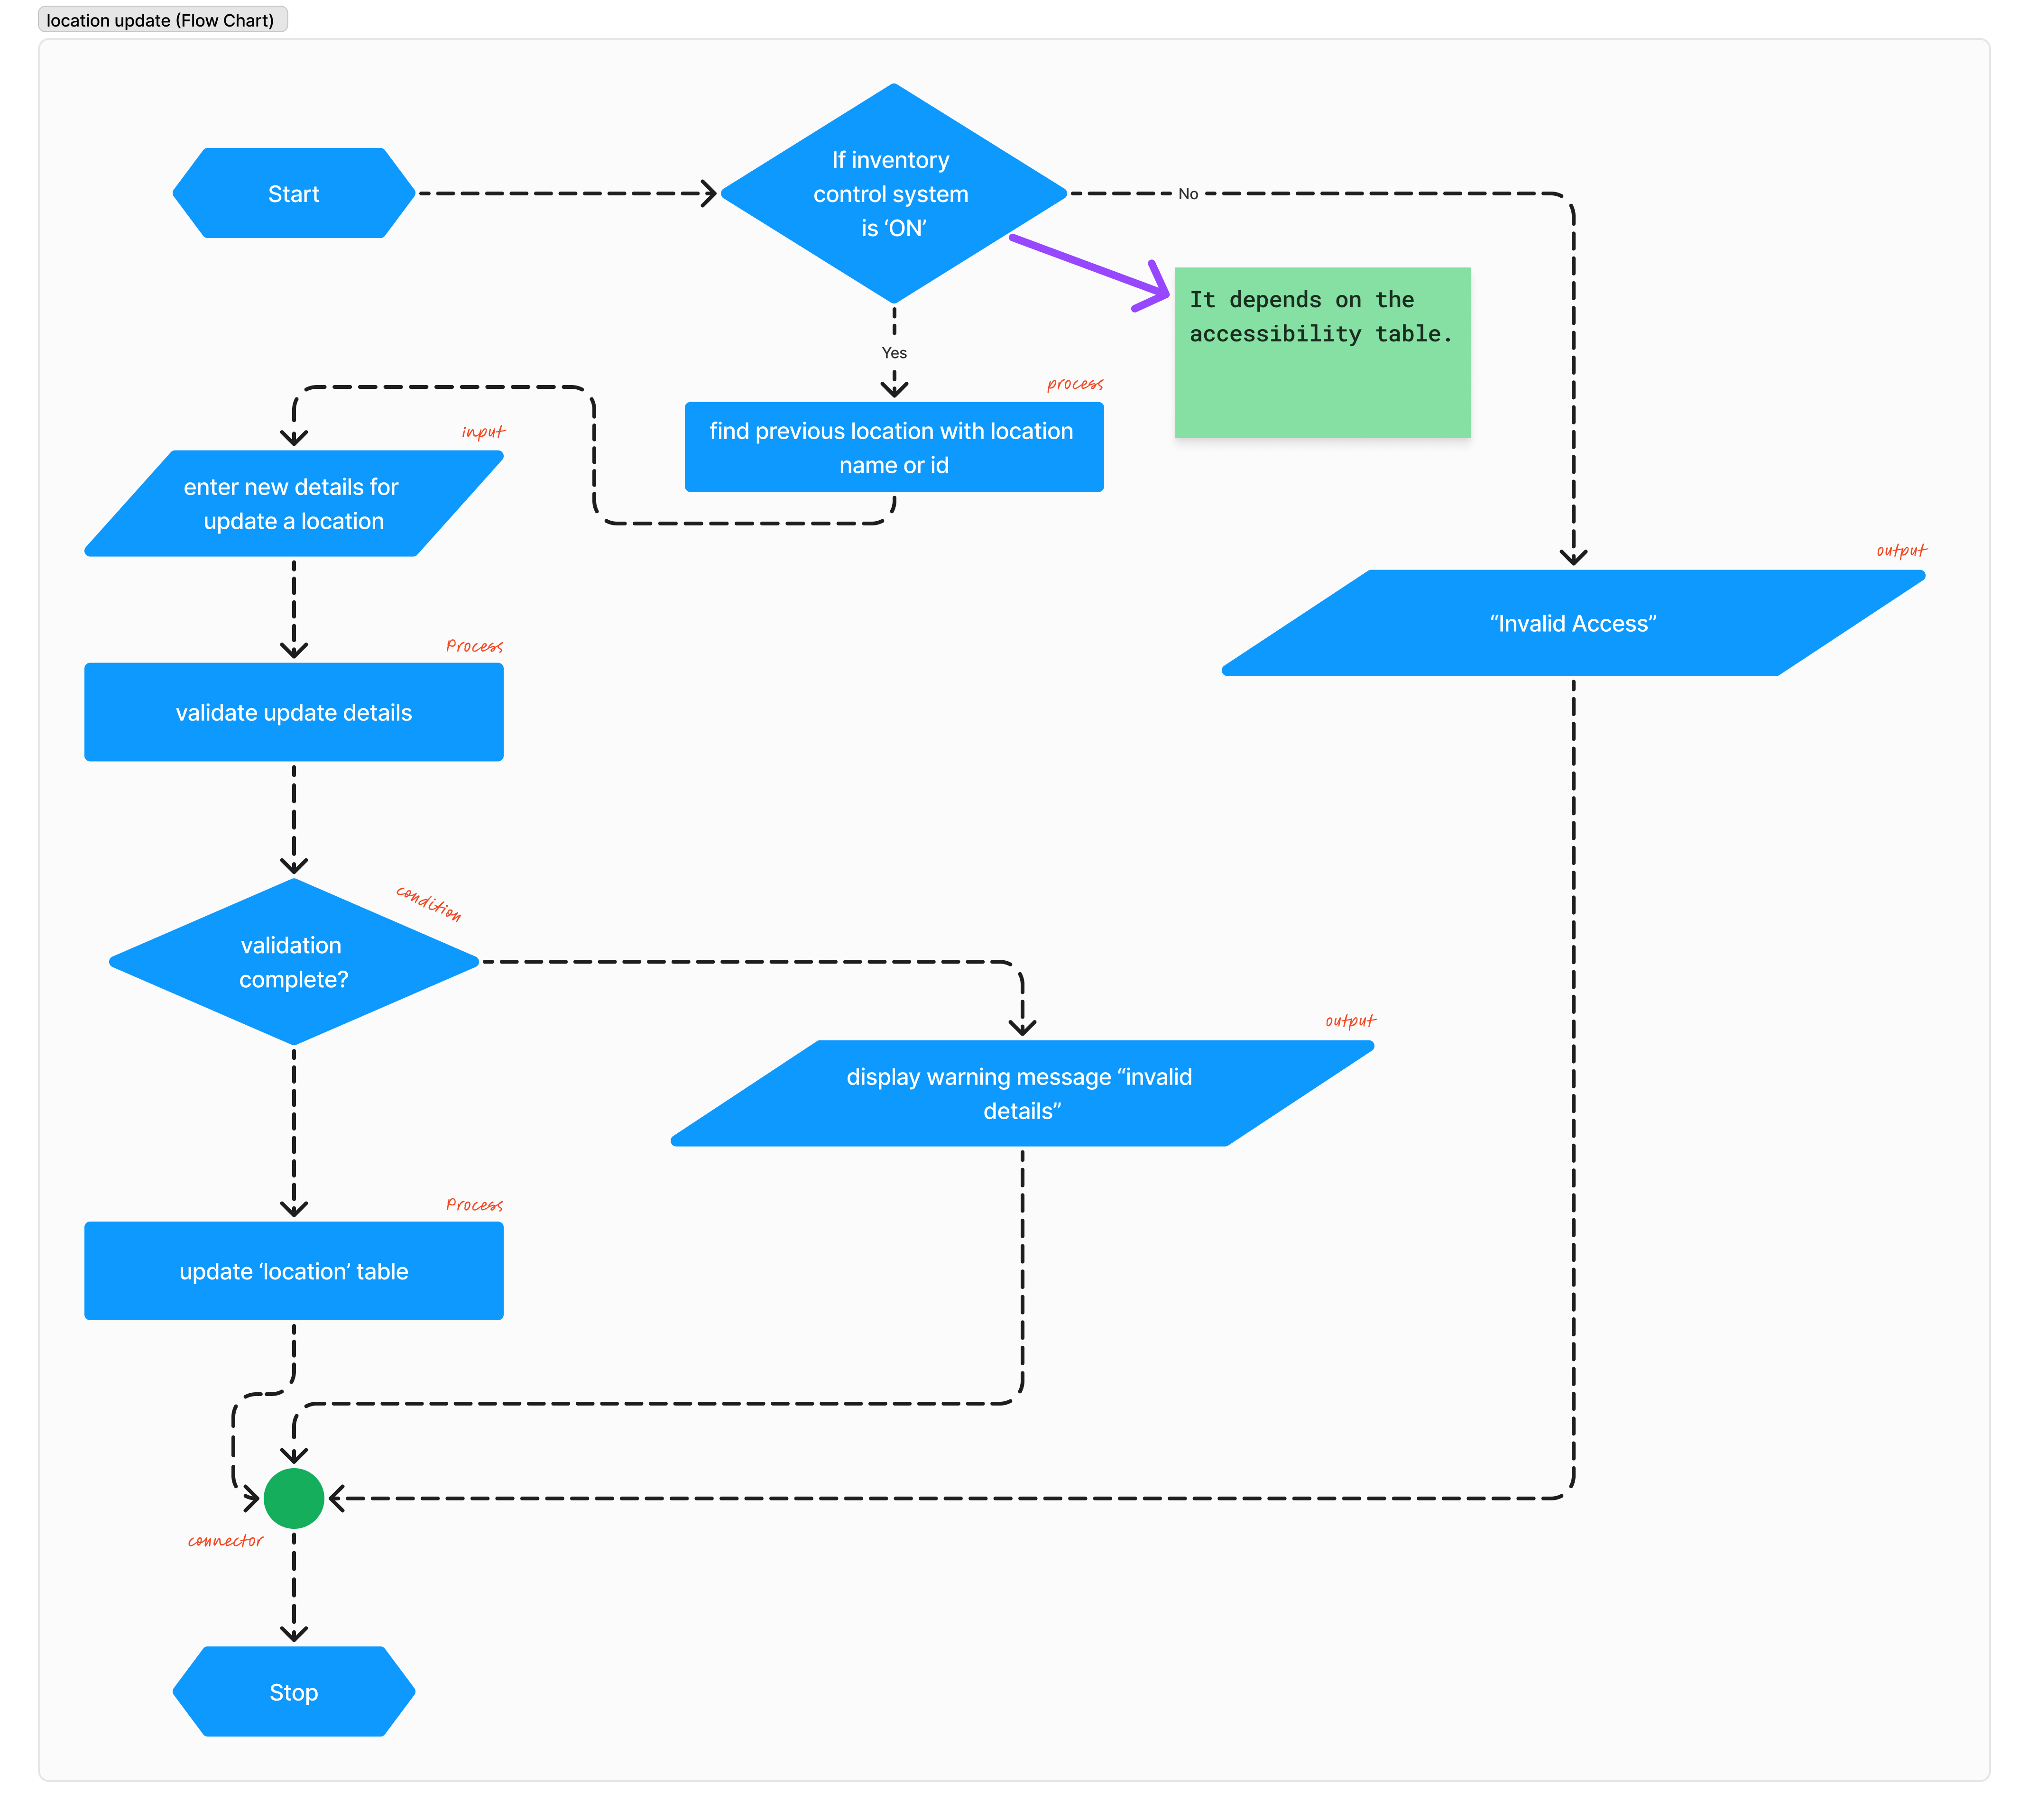 location update (Flow Chart)
Start
If inventory
control system
is ‘ON’
No
It depends on the
accessibility table.
Yes
process
find previous location with location
name or id
input
enter new details for
update a location
output
“Invalid Access”
Process
validate update details
condition
validation
complete?
output
display warning message “invalid
details”
Process
update ‘location’ table
connector
Stop